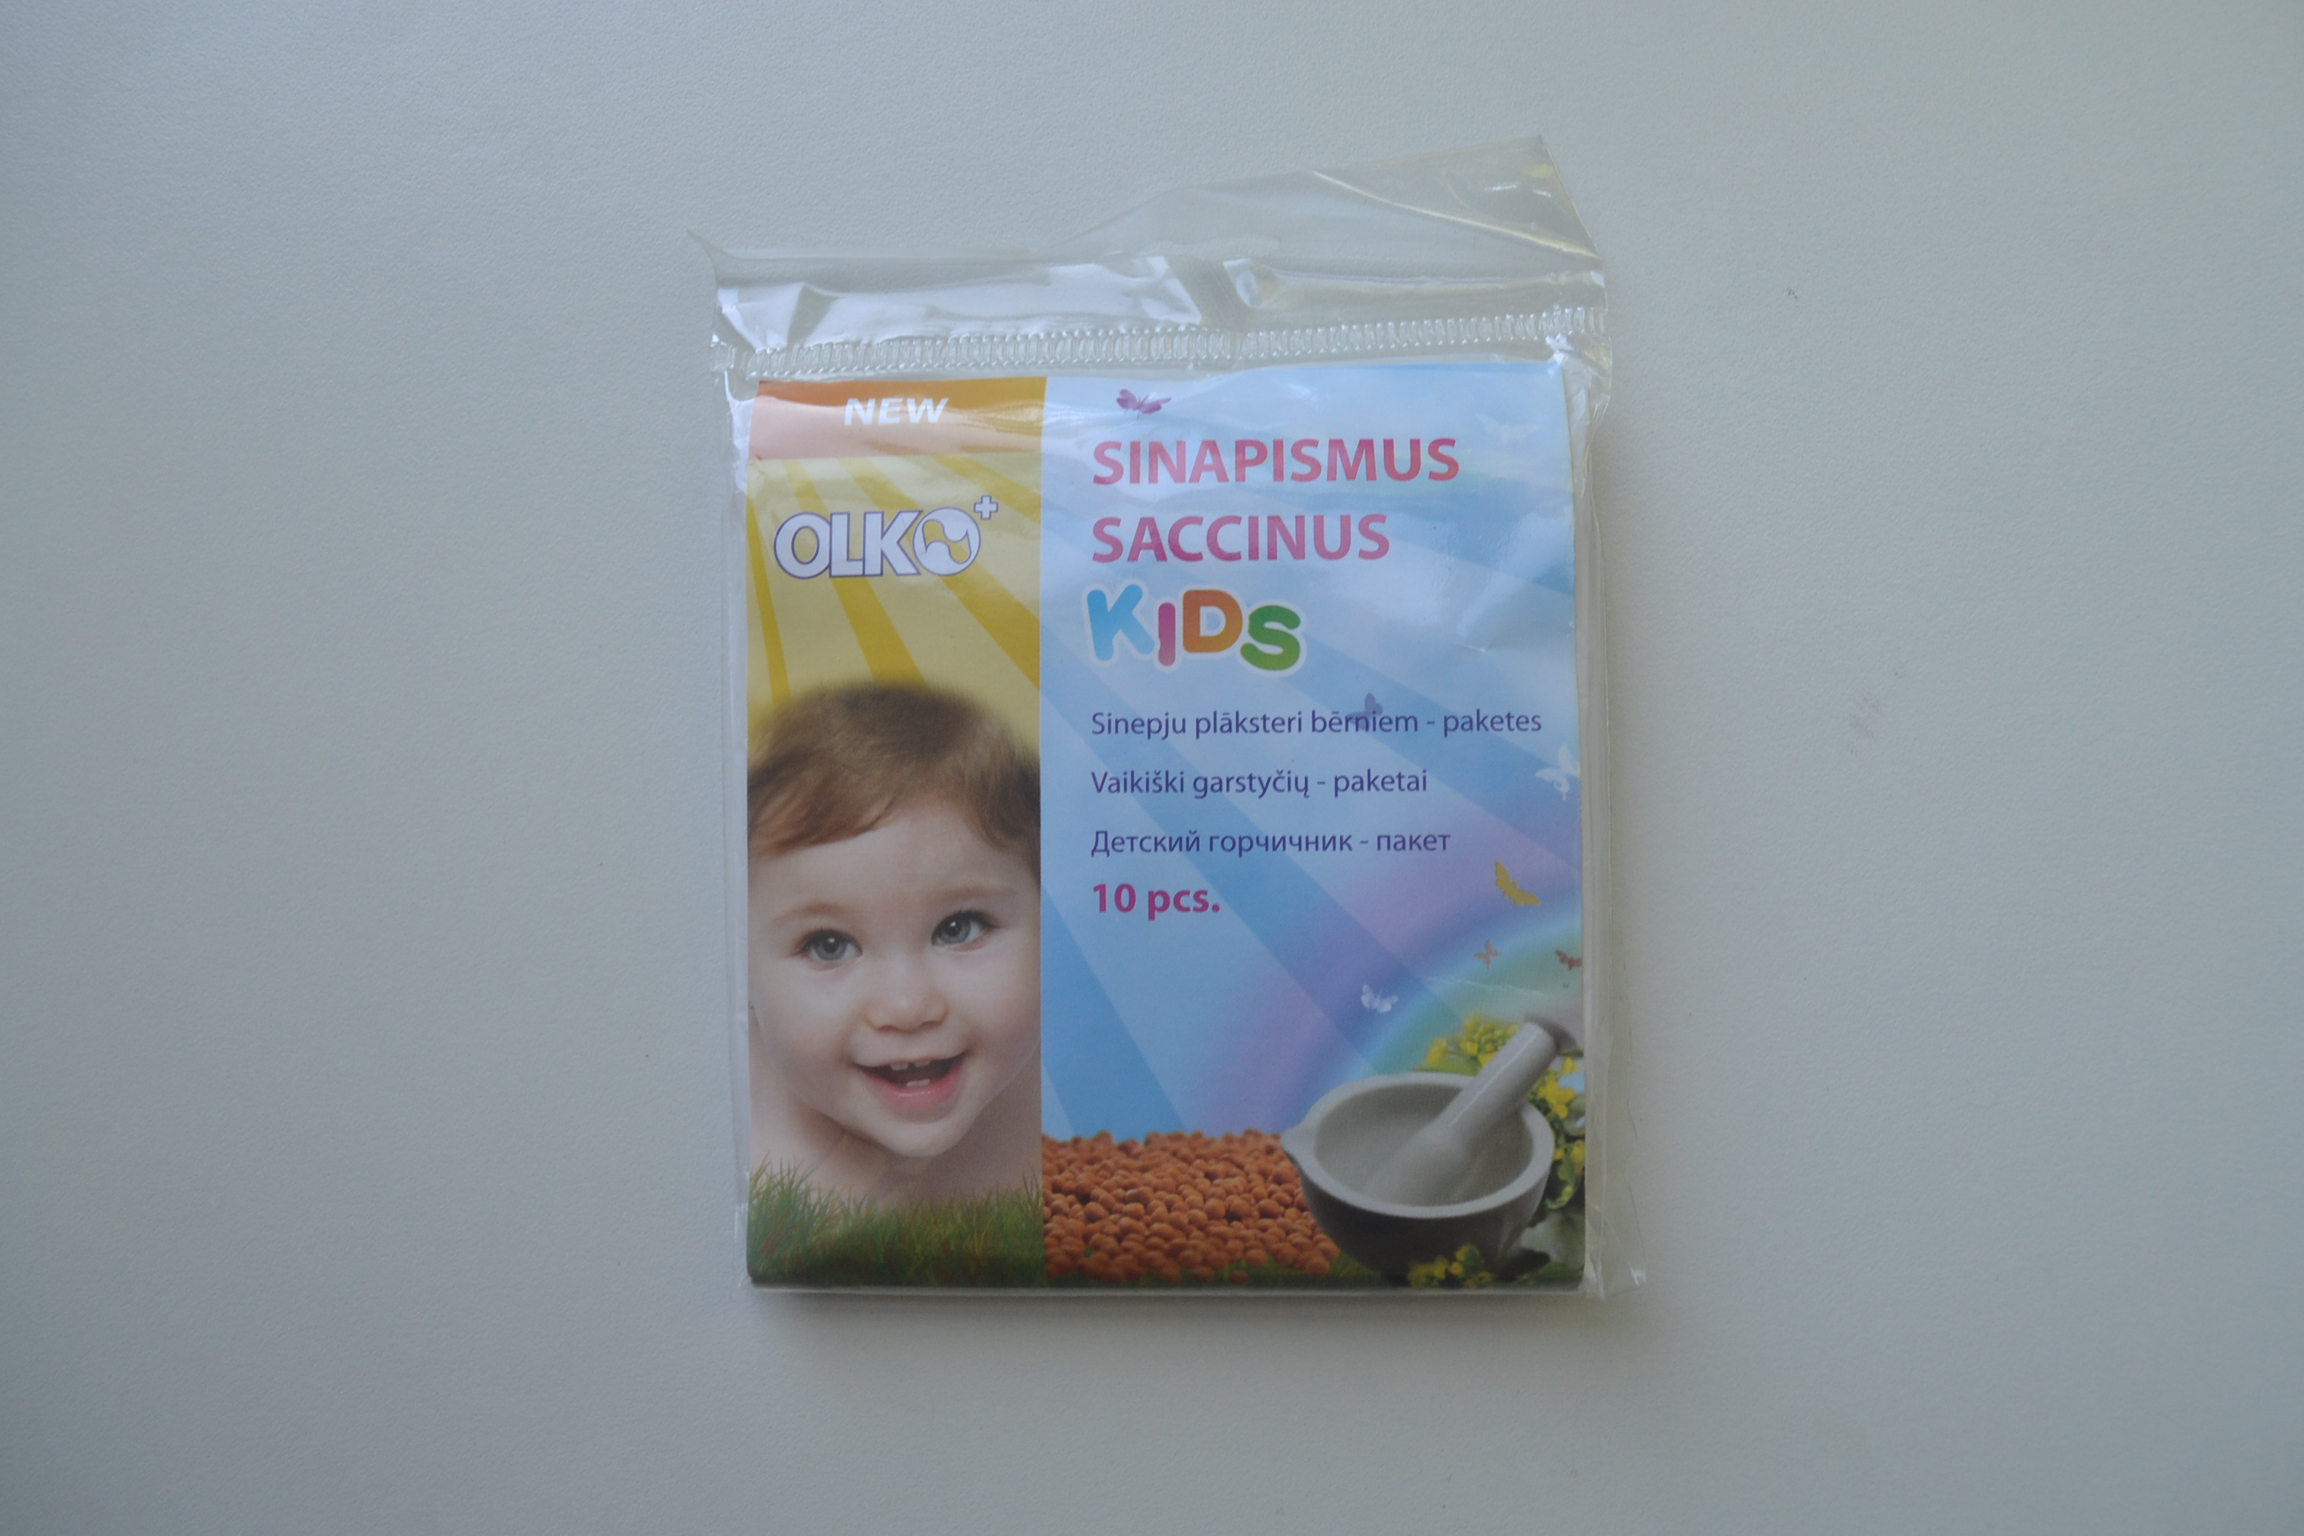 NEW
OLKO+
SINAPISMUS
SACCINUS
KIDS
Sinepju plāksteri bērniem - paketes
Vaikiški garstyčių - paketai
Детский горчичник - пакет
10 pcs.